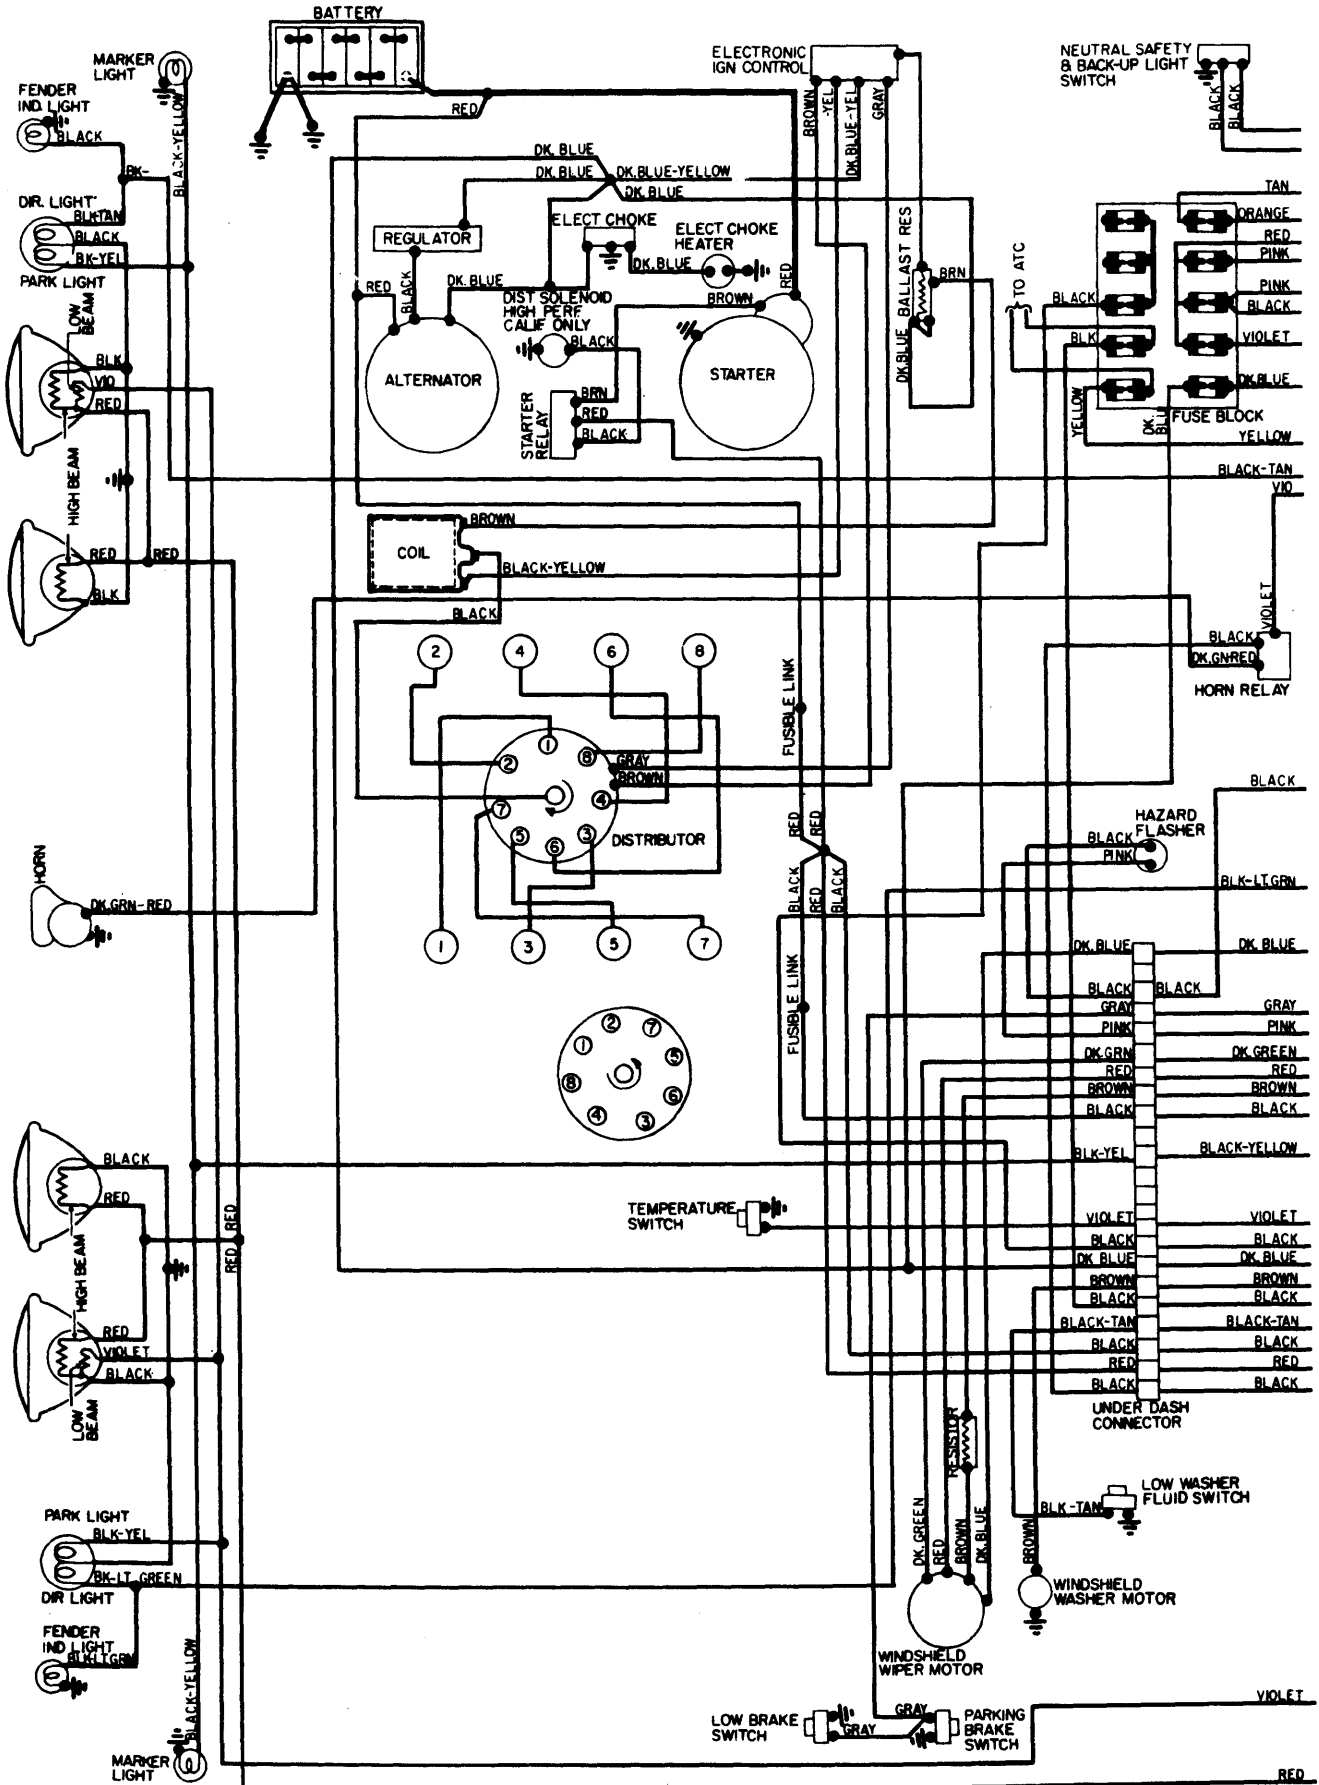 BATTERY
MARKER
LIGHT
FENDER
IND. LIGHT
BLACK
BK-
BLACK-YELLOW
DIR. LIGHT
BLK-TAN
BLACK
BK-YEL
PARK LIGHT
LOW
BEAM
BLK
VIO
RED
HIGH BEAM
RED
RED
BLK
RED
DK. BLUE
DK. BLUE
DK.BLUE-YELLOW
DK. BLUE
REGULATOR
ELECT CHOKE
ELECT CHOKE
HEATER
DK. BLUE
RED
BLACK
DK. BLUE
DIST SOLENOID
HIGH PERF
CALIF ONLY
BLACK
BROWN
RED
ALTERNATOR
STARTER
STARTER
RELAY
BRN
RED
BLACK
ELECTRONIC
IGN CONTROL
BROWN
-YEL
DK.BLUE-YEL
GRAY
BALLAST RES
BRN
DK.BLUE
NEUTRAL SAFETY
& BACK-UP LIGHT
SWITCH
BLACK
BLACK
TAN
ORANGE
RED
PINK
PINK
BLACK
VIOLET
DK.BLUE
TO ATC
BLACK
BLK
YELLOW
DK.
BLU
FUSE BLOCK
YELLOW
BLACK-TAN
VIO
COIL
BROWN
BLACK-YELLOW
BLACK
VIOLET
BLACK
DK.GN-RED
HORN RELAY
2
4
6
8
FUSIBLE LINK
1
8
2
GRAY
BROWN
7
4
5
3
6
DISTRIBUTOR
RED
RED
BLACK
RED
BLACK
1
3
5
7
HORN
DK.GRN-RED
BLACK
HAZARD
FLASHER
BLACK
PINK
BLK-LT.GRN
FUSIBLE LINK
2
7
1
5
8
6
4
3
DK. BLUE
DK. BLUE
BLACK
BLACK
GRAY
GRAY
PINK
PINK
DK.GRN
DK.GREEN
RED
RED
BROWN
BROWN
BLACK
BLACK
BLK-YEL
BLACK-YELLOW
VIOLET
VIOLET
BLACK
BLACK
DK BLUE
DK. BLUE
BROWN
BROWN
BLACK
BLACK
BLACK-TAN
BLACK-TAN
BLACK
BLACK
RED
RED
BLACK
BLACK
UNDER DASH
CONNECTOR
BLACK
RED
RED
RED
HIGH BEAM
RED
VIOLET
BLACK
LOW
BEAM
TEMPERATURE
SWITCH
RESISTOR
LOW WASHER
FLUID SWITCH
BLK-TAN
DK.GREEN
RED
BROWN
DK.BLUE
BROWN
WINDSHIELD
WASHER MOTOR
WINDSHIELD
WIPER MOTOR
PARK LIGHT
BLK-YEL
BK-LT. GREEN
DIR LIGHT
FENDER
IND LIGHT
BLK-LT.GRN
BLACK-YELLOW
MARKER
LIGHT
LOW BRAKE
SWITCH
GRAY
GRAY
PARKING
BRAKE
SWITCH
VIOLET
RED